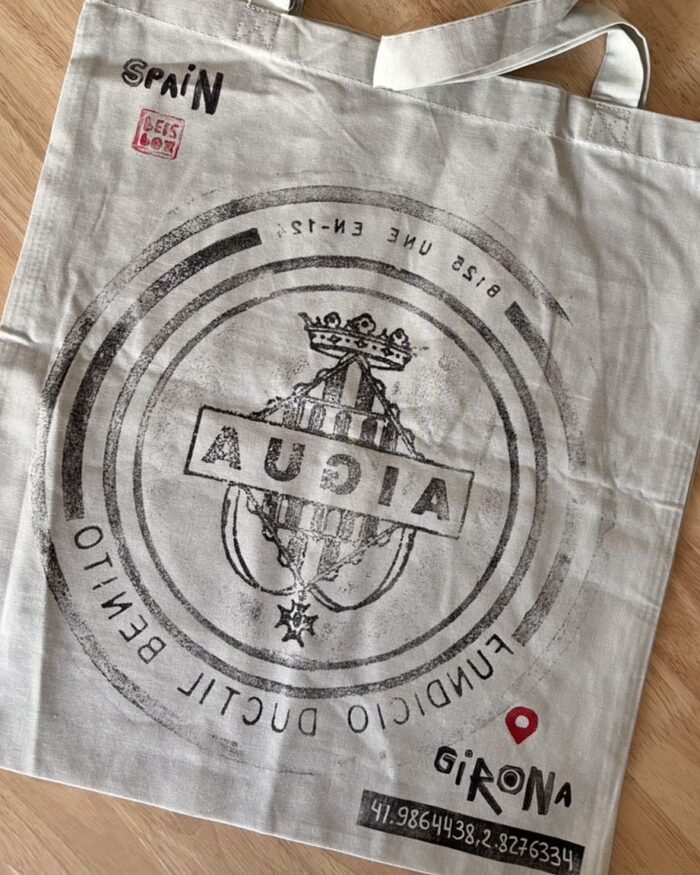 SPAIN
BEIS
BOX
B125 UNE EN-124
AIGUA
FUNDICIO DUCTIL BENITO
GIRONA
41.9864438,2.8276334